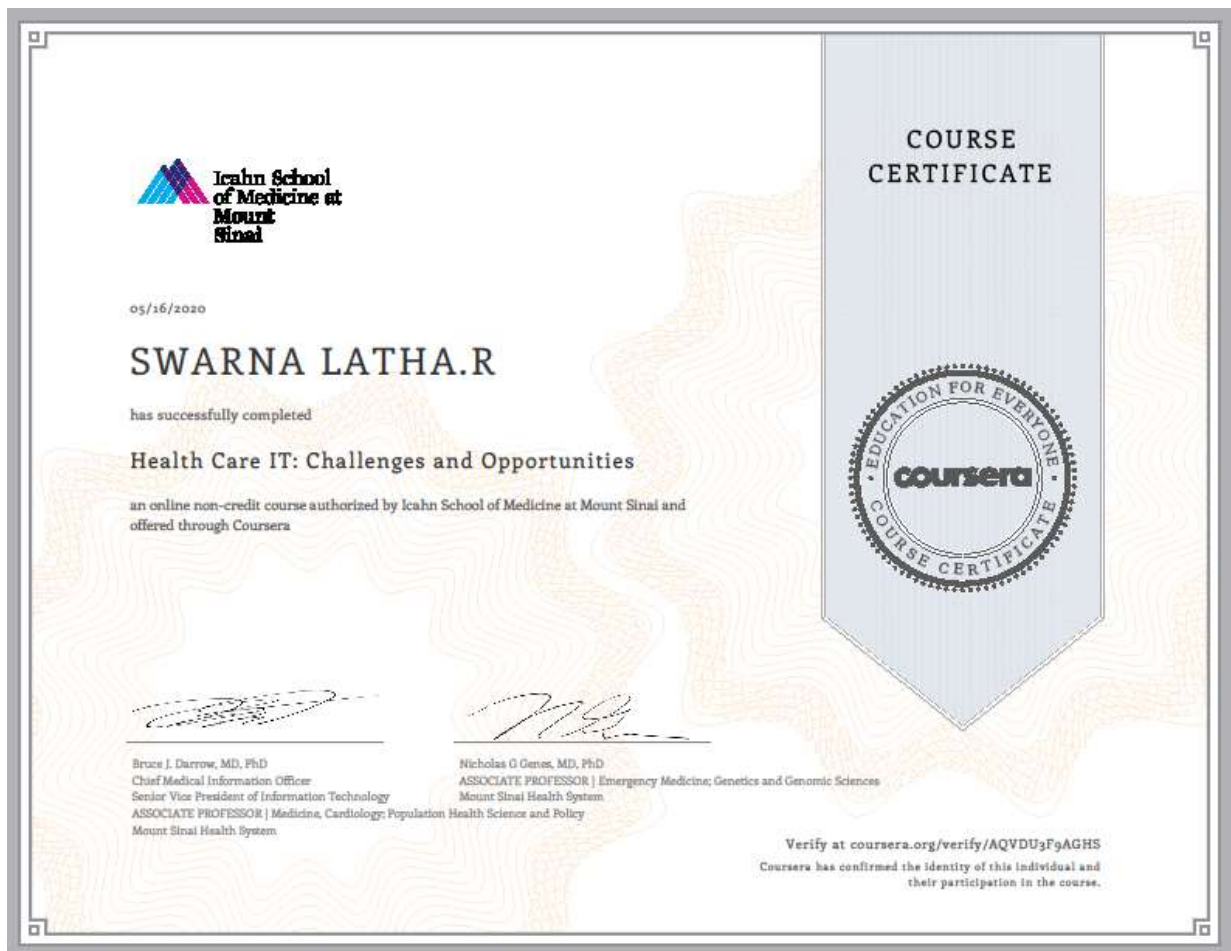 Icahn School
of Medicine at
Mount
Sinai
COURSE
CERTIFICATE
05/16/2020
SWARNA LATHA.R
has successfully completed
Health Care IT: Challenges and Opportunities
an online non-credit course authorized by Icahn School of Medicine at Mount Sinai and
offered through Coursera
EDUCATION FOR EVERYONE
coursera
COURSE CERTIFICATE
Bruce J. Darrow, MD, PhD
Chief Medical Information Officer
Senior Vice President of Information Technology
ASSOCIATE PROFESSOR | Medicine, Cardiology; Population Health Science and Policy
Mount Sinai Health System
Nicholas G Genes, MD, PhD
ASSOCIATE PROFESSOR | Emergency Medicine; Genetics and Genomic Sciences
Mount Sinai Health System
Verify at coursera.org/verify/AQVDU3F9AGHS
Coursera has confirmed the identity of this individual and
their participation in the course.